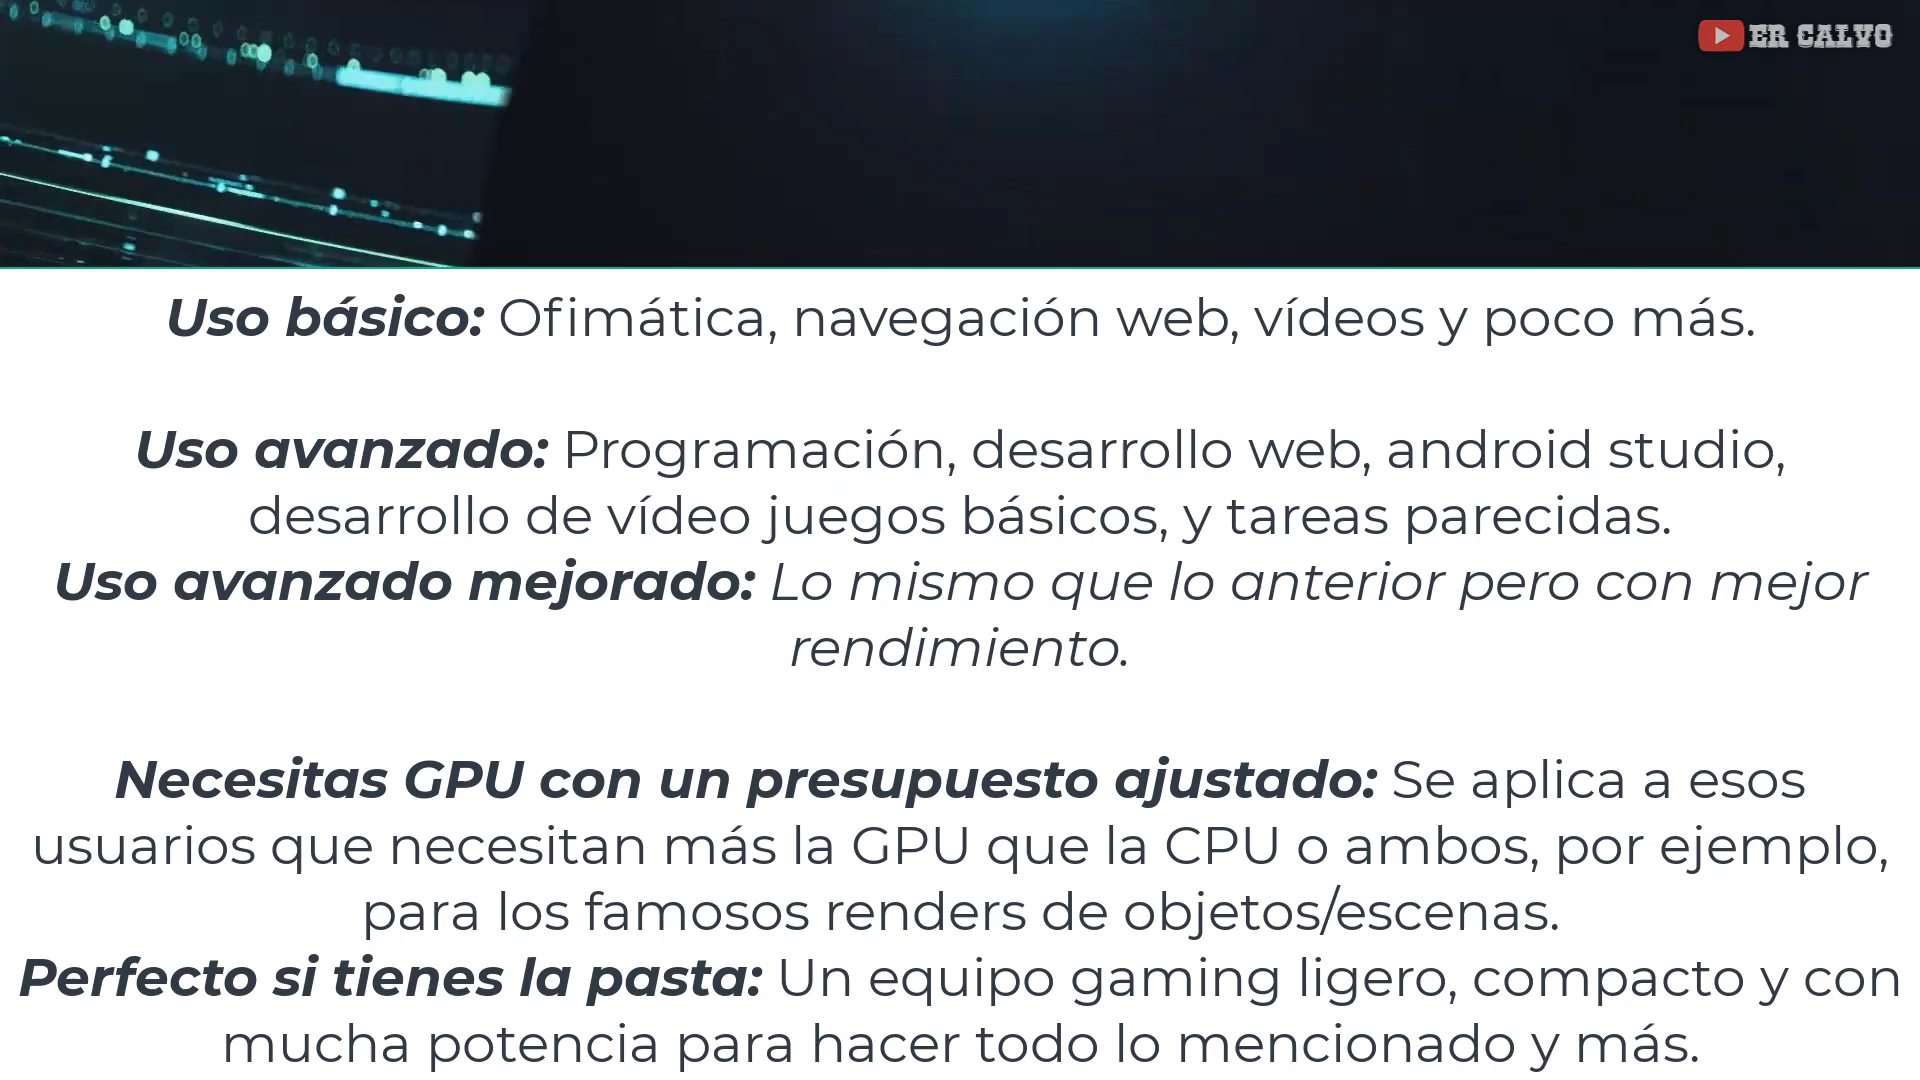 ER CALVO
Uso básico: Ofimática, navegación web, vídeos y poco más.
Uso avanzado: Programación, desarrollo web, android studio,
desarrollo de vídeo juegos básicos, y tareas parecidas.
Uso avanzado mejorado: Lo mismo que lo anterior pero con mejor
rendimiento.
Necesitas GPU con un presupuesto ajustado: Se aplica a esos
usuarios que necesitan más la GPU que la CPU o ambos, por ejemplo,
para los famosos renders de objetos/escenas.
Perfecto si tienes la pasta: Un equipo gaming ligero, compacto y con
mucha potencia para hacer todo lo mencionado y más.